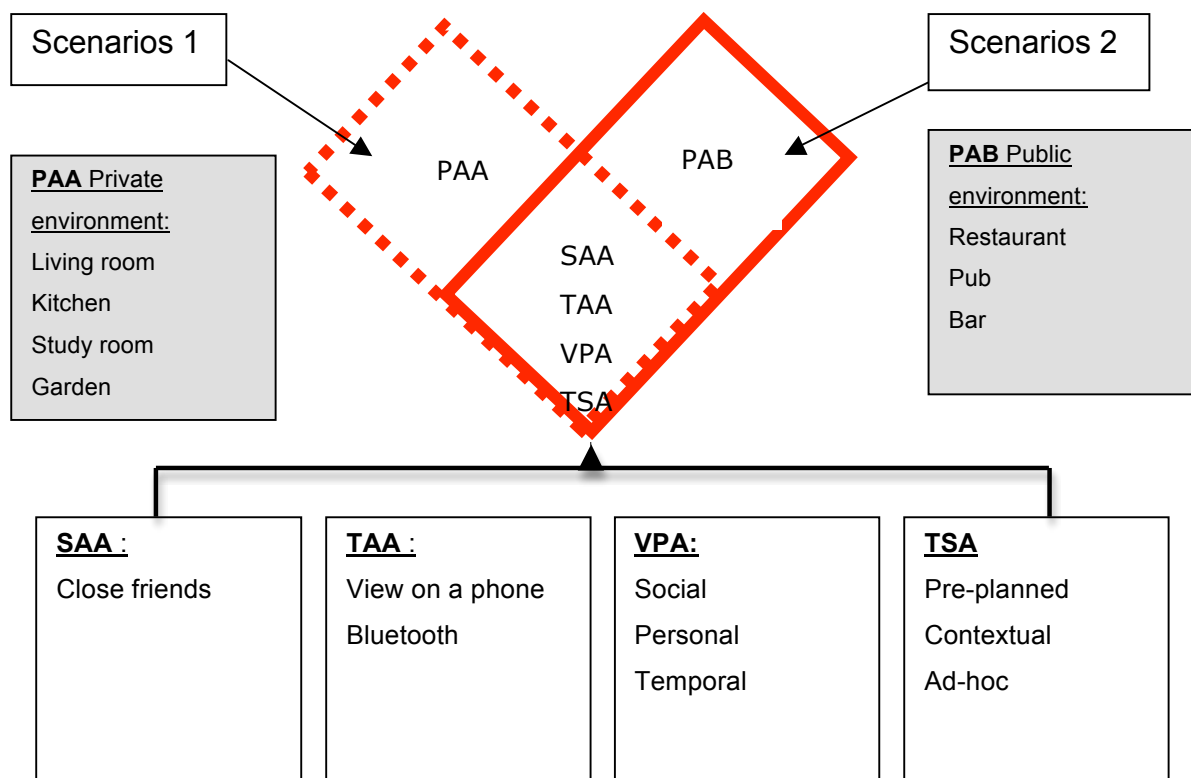 Scenarios 1
Scenarios 2
PAA Private
environment:
Living room
Kitchen
Study room
Garden
PAA
PAB
SAA
TAA
VPA
TSA
PAB Public
environment:
Restaurant
Pub
Bar
SAA :
Close friends
TAA :
View on a phone
Bluetooth
VPA:
Social
Personal
Temporal
TSA
Pre-planned
Contextual
Ad-hoc